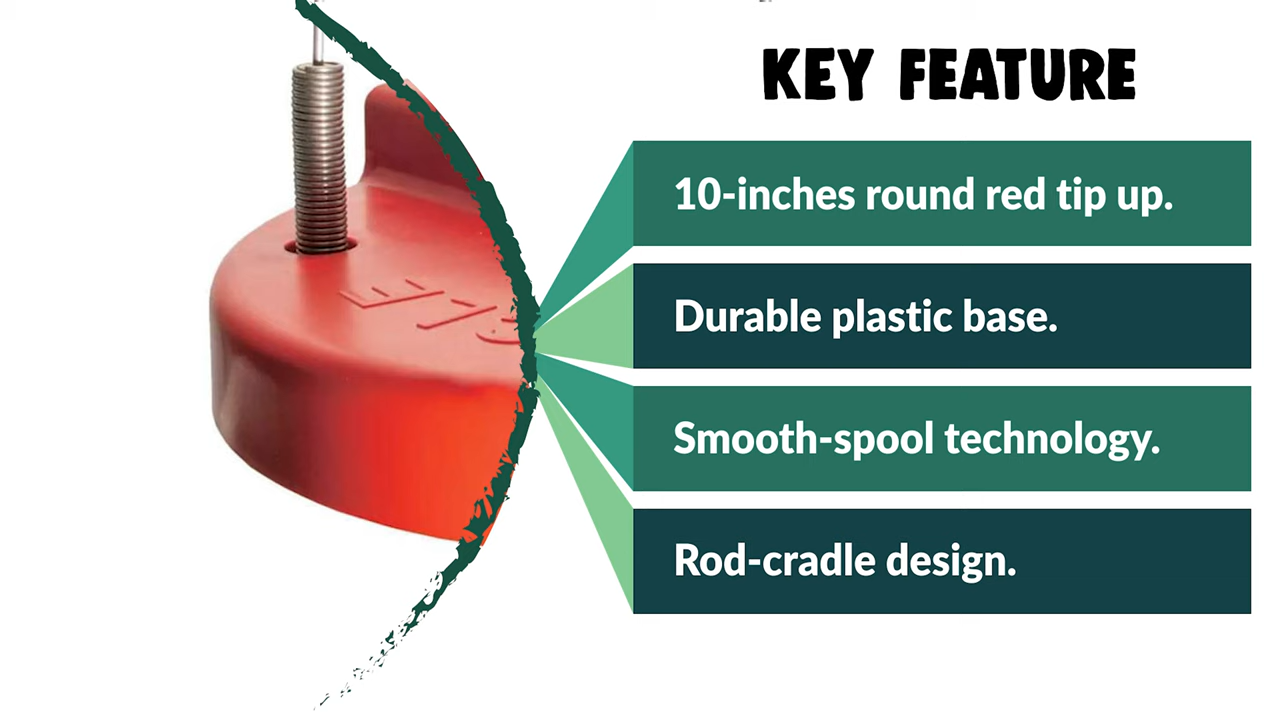 KEY FEATURE
10-inches round red tip up.
Durable plastic base.
Smooth-spool technology.
Rod-cradle design.